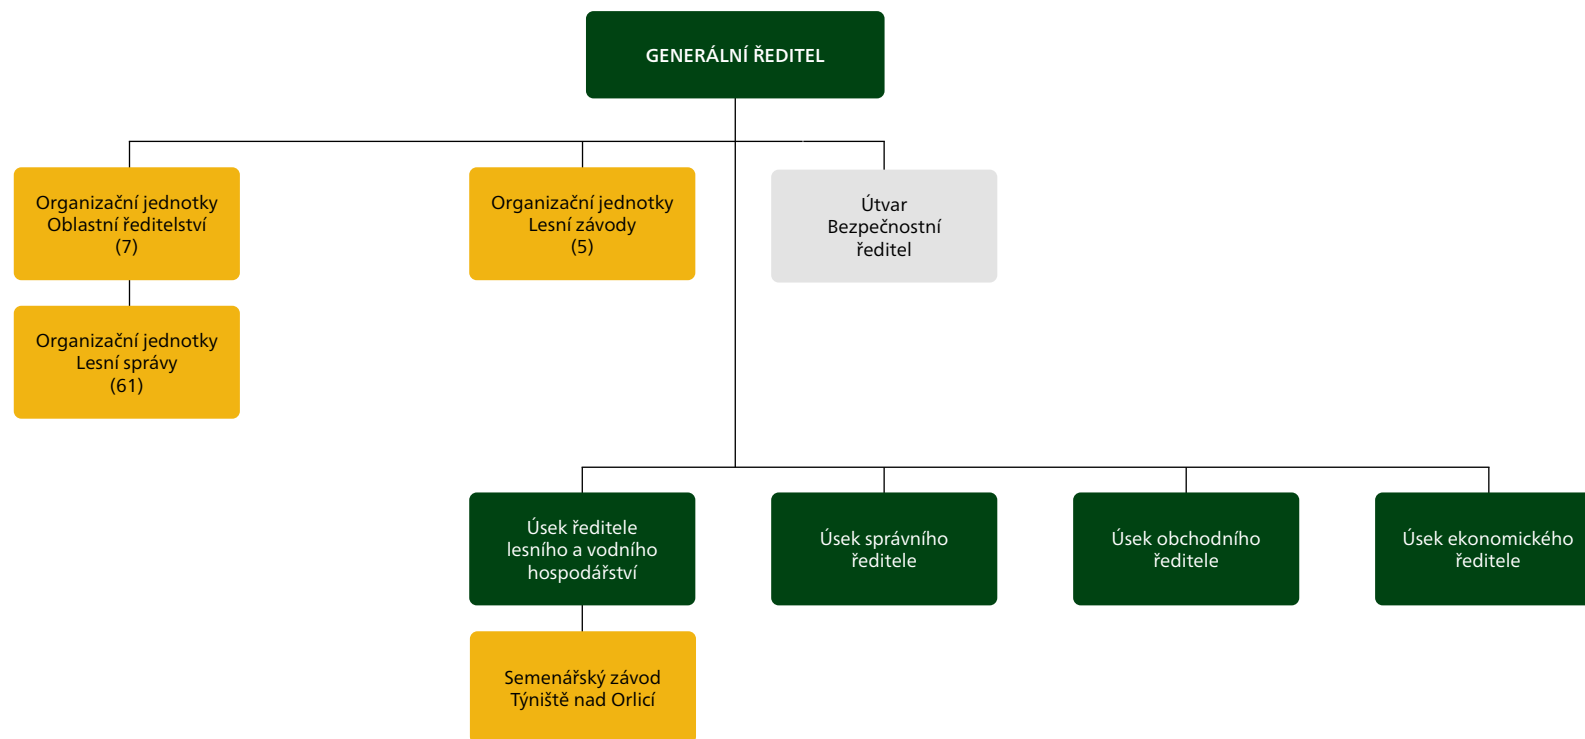 GENERÁLNÍ ŘEDITEL
Organizační jednotky
Oblastní ředitelství
(7)
Organizační jednotky
Lesní závody
(5)
Útvar
Bezpečnostní
ředitel
Organizační jednotky
Lesní správy
(61)
Úsek ředitele
lesního a vodního
hospodářství
Úsek správního
ředitele
Úsek obchodního
ředitele
Úsek ekonomického
ředitele
Semenářský závod
Týniště nad Orlicí